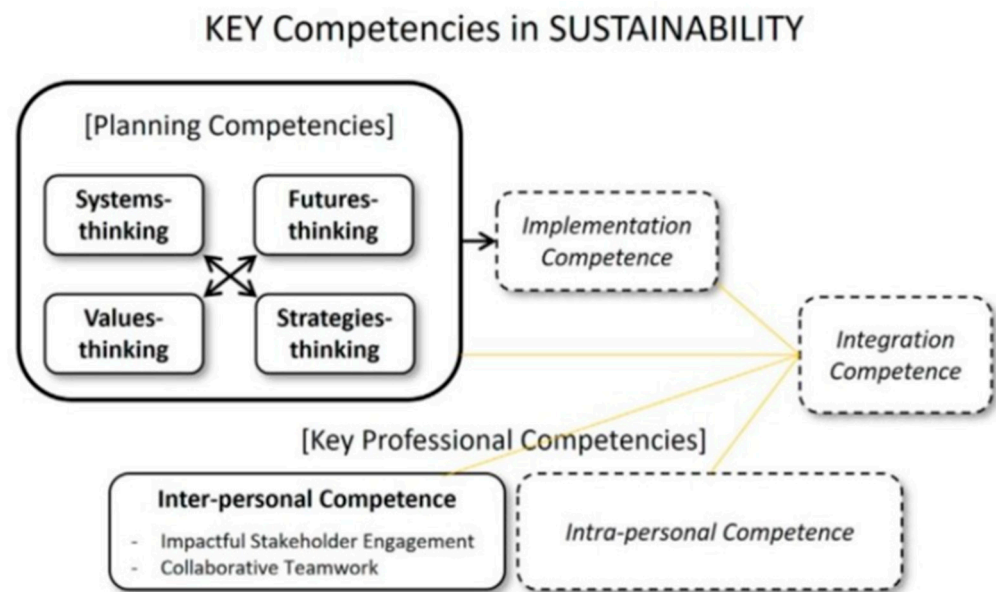 KEY Competencies in SUSTAINABILITY
[Planning Competencies]
Systems-
thinking
Futures-
thinking
Values-
thinking
Strategies-
thinking
Implementation
Competence
Integration
Competence
[Key Professional Competencies]
Inter-personal Competence
- Impactful Stakeholder Engagement
- Collaborative Teamwork
Intra-personal Competence